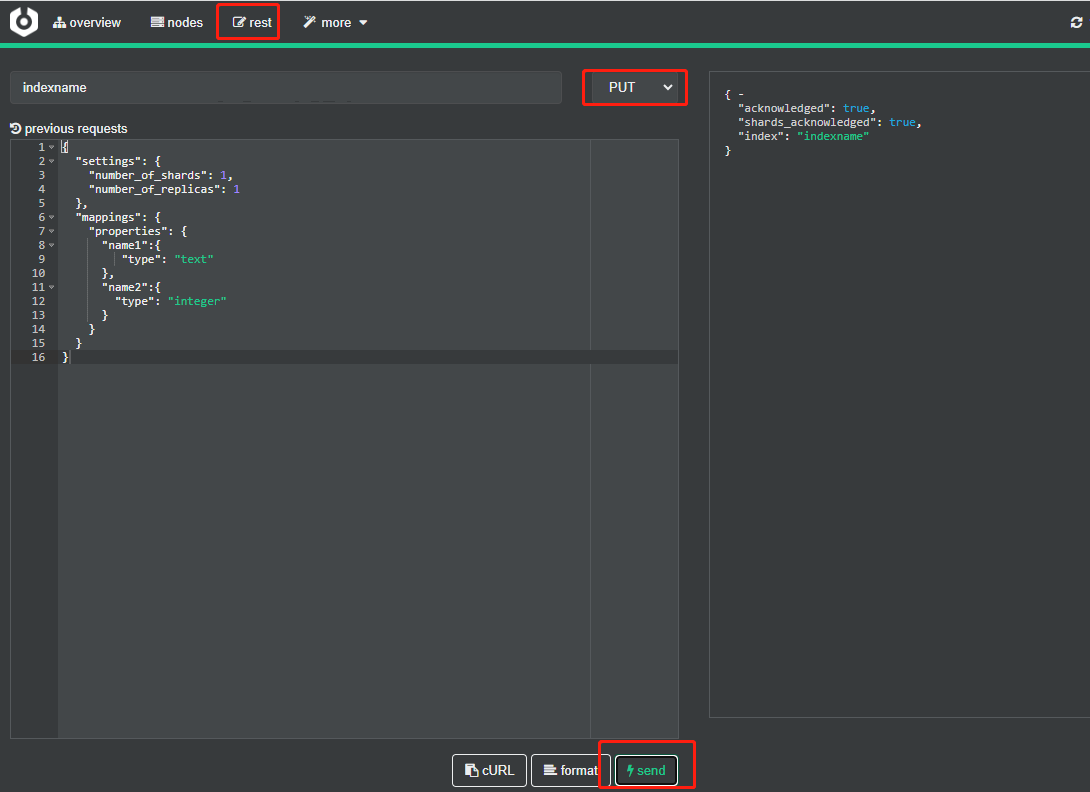 overview nodes rest more
indexname PUT
previous requests
1 {
2 "settings": {
3 "number_of_shards": 1,
4 "number_of_replicas": 1
5 },
6 "mappings": {
7 "properties": {
8 "name1":{
9 "type": "text"
10 },
11 "name2":{
12 "type": "integer"
13 }
14 }
15 }
16 }
cURL format send
{ -
"acknowledged": true,
"shards_acknowledged": true,
"index": "indexname"
}